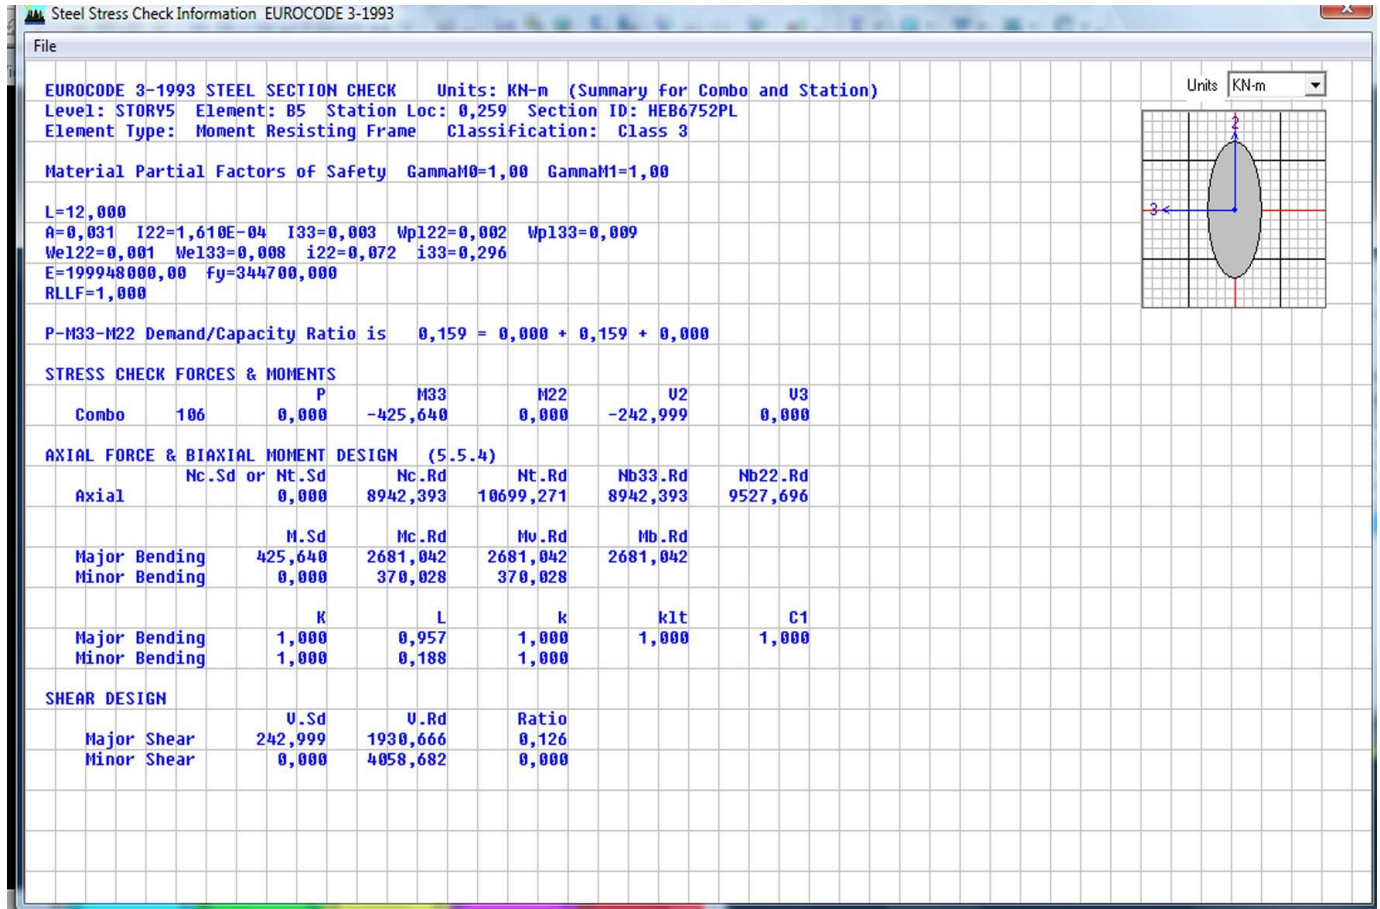 Steel Stress Check Information EUROCODE 3-1993
File
Units KN-m
EUROCODE 3-1993 STEEL SECTION CHECK Units: KN-m (Summary for Combo and Station)
Level: STORY5 Element: B5 Station Loc: 0,259 Section ID: HEB6752PL
Element Type: Moment Resisting Frame Classification: Class 3
Material Partial Factors of Safety GammaM0=1,00 GammaM1=1,00
L=12,000
A=0,031 I22=1,610E-04 I33=0,003 Wpl22=0,002 Wpl33=0,009
Wel22=0,001 Wel33=0,008 i22=0,072 i33=0,296
E=199948000,00 fy=344700,000
RLLF=1,000
P-M33-M22 Demand/Capacity Ratio is 0,159 = 0,000 + 0,159 + 0,000
STRESS CHECK FORCES & MOMENTS
P M33 M22 V2 V3
Combo 106 0,000 -425,640 0,000 -242,999 0,000
AXIAL FORCE & BIAXIAL MOMENT DESIGN (5.5.4)
Nc.Sd or Nt.Sd Nc.Rd Nt.Rd Nb33.Rd Nb22.Rd
Axial 0,000 8942,393 10699,271 8942,393 9527,696
M.Sd Mc.Rd Mv.Rd Mb.Rd
Major Bending 425,640 2681,042 2681,042 2681,042
Minor Bending 0,000 370,028 370,028
K L k klt C1
Major Bending 1,000 0,957 1,000 1,000 1,000
Minor Bending 1,000 0,188 1,000
SHEAR DESIGN
V.Sd V.Rd Ratio
Major Shear 242,999 1930,666 0,126
Minor Shear 0,000 4058,682 0,000
2
3